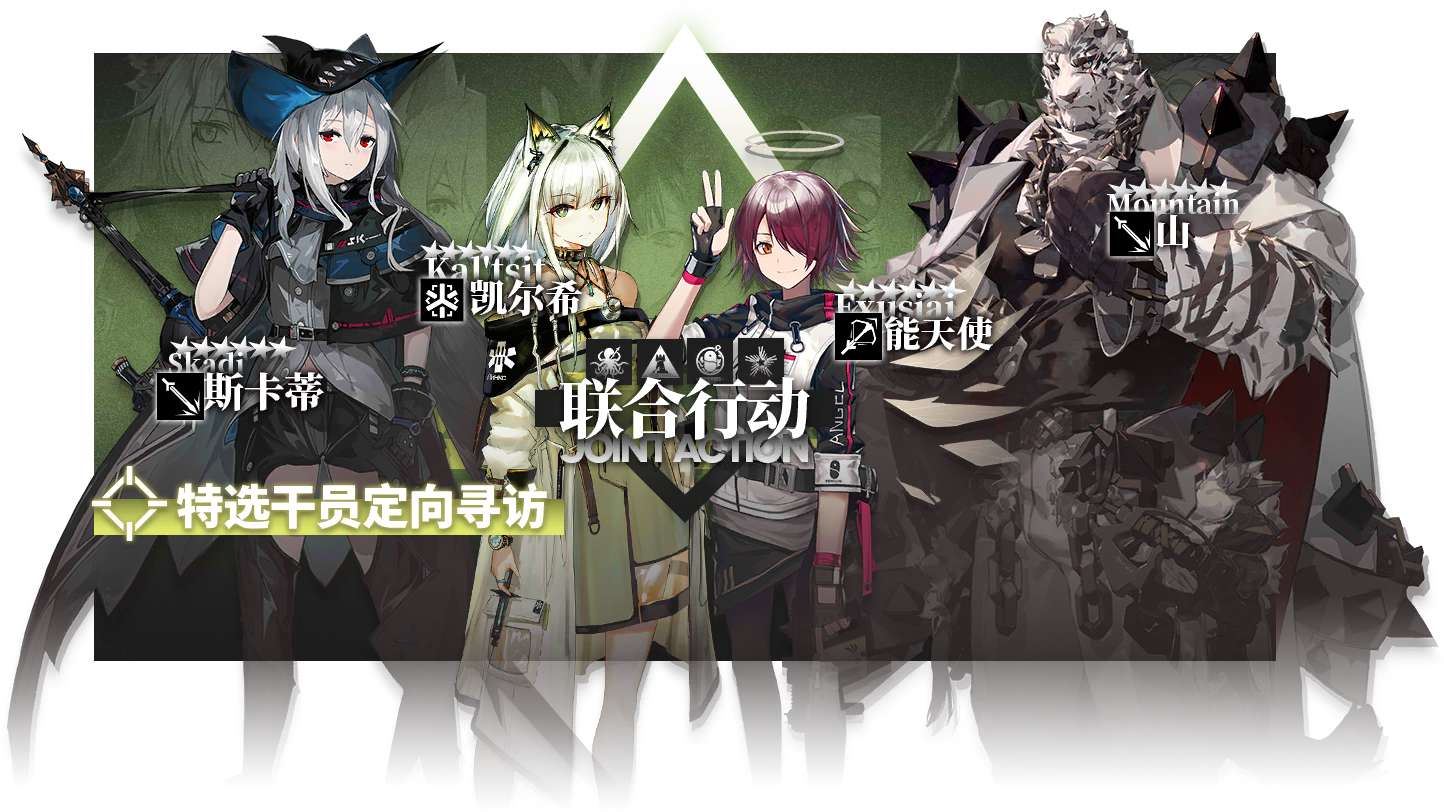 Mountain
山
Kal'tsit
凯尔希
Exusiai
能天使
Skadi
斯卡蒂
联合行动
JOINT ACTION
特选干员定向寻访
ANGEL